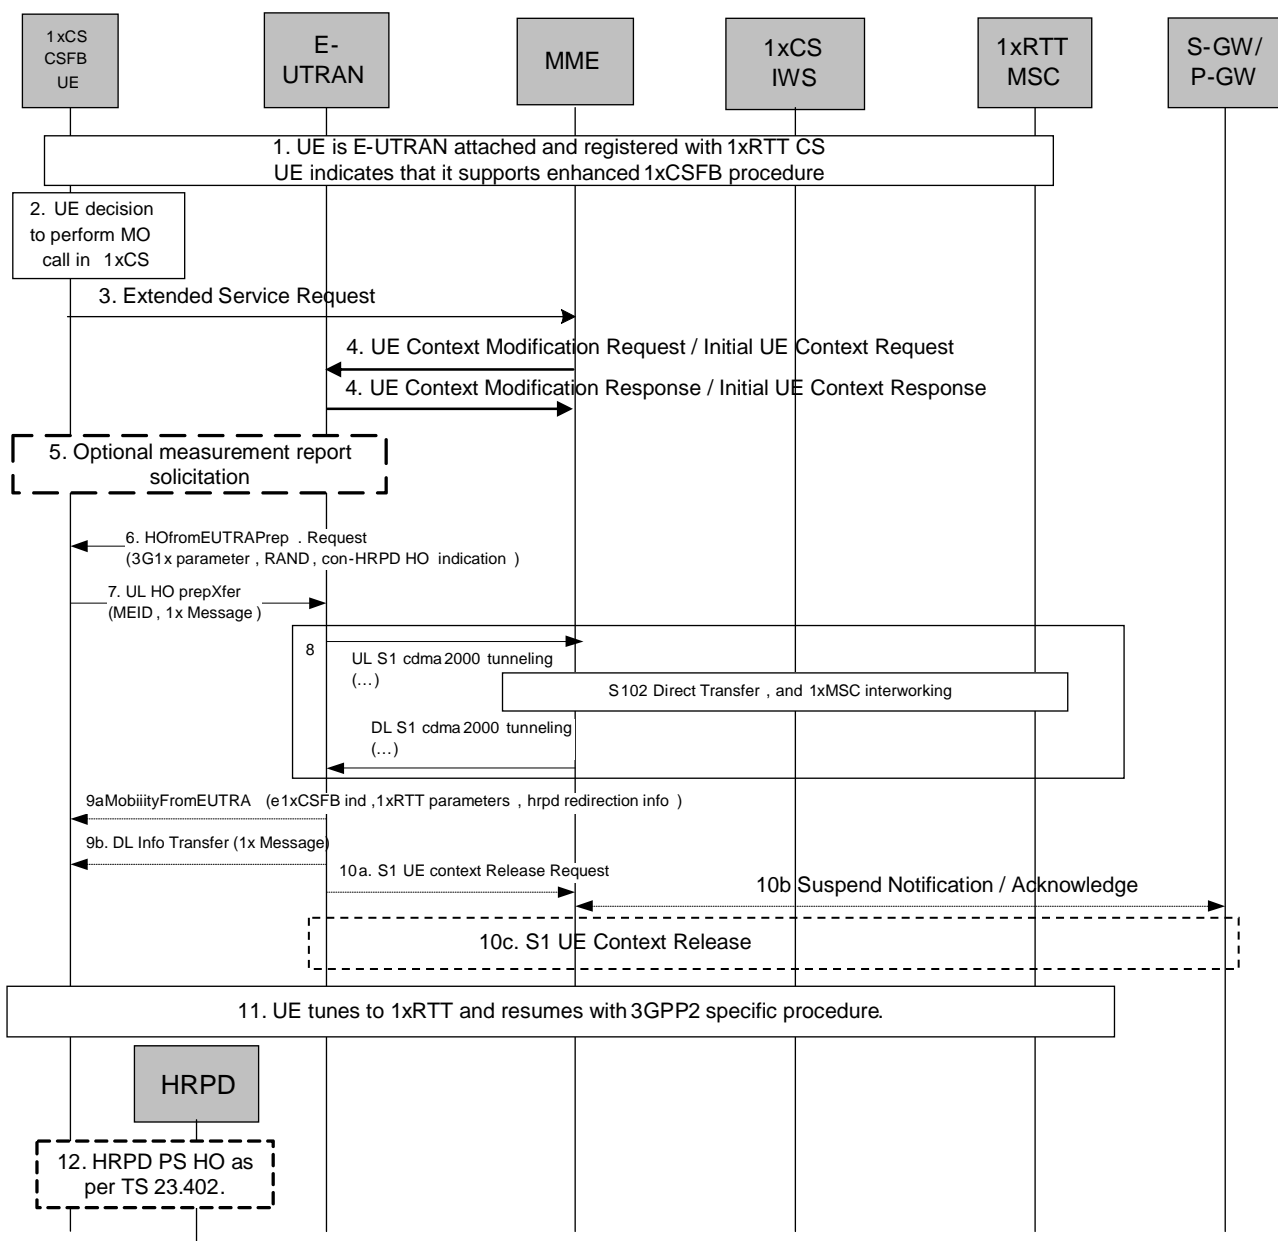 1xCS
CSFB
UE
E-
UTRAN
MME
1xCS
IWS
1xRTT
MSC
S-GW/
P-GW
1. UE is E-UTRAN attached and registered with 1xRTT CS
UE indicates that it supports enhanced 1xCSFB procedure
2. UE decision
to perform MO
call in 1xCS
3. Extended Service Request
4. UE Context Modification Request / Initial UE Context Request
4. UE Context Modification Response / Initial UE Context Response
5. Optional measurement report
solicitation
6. HOfromEUTRAPrep . Request
(3G1x parameter , RAND , con-HRPD HO indication )
7. UL HO prepXfer
(MEID , 1x Message )
8
UL S1 cdma 2000 tunneling
(...)
S102 Direct Transfer , and 1xMSC interworking
DL S1 cdma 2000 tunneling
(...)
9aMobiiityFromEUTRA (e1xCSFB ind ,1xRTT parameters , hrpd redirection info )
9b. DL Info Transfer (1x Message)
10a. S1 UE context Release Request
10b Suspend Notification / Acknowledge
10c. S1 UE Context Release
11. UE tunes to 1xRTT and resumes with 3GPP2 specific procedure.
HRPD
12. HRPD PS HO as
per TS 23.402.